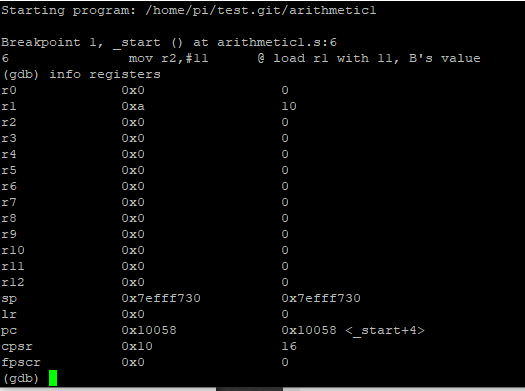 Starting program: /home/pi/test.git/arithmetic1
Breakpoint 1, _start () at arithmetic1.s:6
6 mov r2,#11 @ load r1 with 11, B's value
(gdb) info registers
r0 0x0 0
r1 0xa 10
r2 0x0 0
r3 0x0 0
r4 0x0 0
r5 0x0 0
r6 0x0 0
r7 0x0 0
r8 0x0 0
r9 0x0 0
r10 0x0 0
r11 0x0 0
r12 0x0 0
sp 0x7efff730 0x7efff730
lr 0x0 0
pc 0x10058 0x10058 <_start+4>
cpsr 0x10 16
fpscr 0x0 0
(gdb)